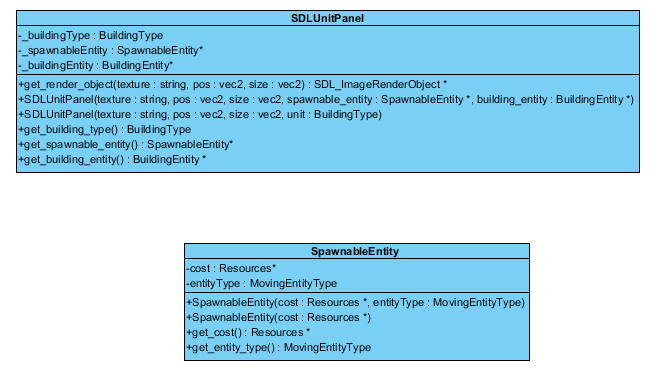 SDLUnitPanel
-_buildingType : BuildingType
-_spawnableEntity : SpawnableEntity*
-_buildingEntity : BuildingEntity*
+get_render_object(texture : string, pos : vec2, size : vec2) : SDL_ImageRenderObject *
+SDLUnitPanel(texture : string, pos : vec2, size : vec2, spawnable_entity : SpawnableEntity *, building_entity : BuildingEntity *)
+SDLUnitPanel(texture : string, pos : vec2, size : vec2, unit : BuildingType)
+get_building_type() : BuildingType
+get_spawnable_entity() : SpawnableEntity*
+get_building_entity() : BuildingEntity *
SpawnableEntity
-cost : Resources*
-entityType : MovingEntityType
+SpawnableEntity(cost : Resources *, entityType : MovingEntityType)
+SpawnableEntity(cost : Resources *)
+get_cost() : Resources *
+get_entity_type() : MovingEntityType